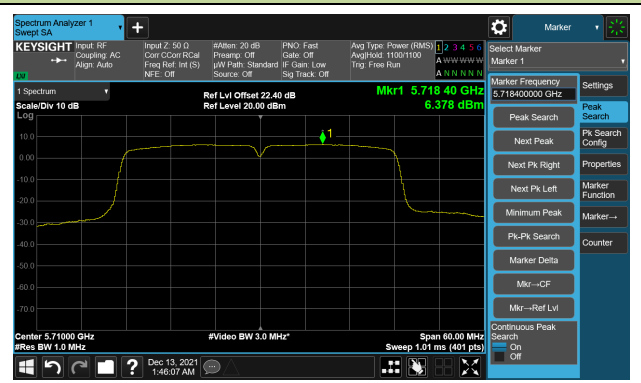 Spectrum Analyzer 1
Swept SA
Marker
KEYSIGHT
Input: RF
Coupling: AC
Align: Auto
Input Z: 50 Ω
Corr CCorr RCal
Freq Ref: Int (S)
NFE: Off
#Atten: 20 dB
Preamp: Off
µW Path: Standard
Source: Off
PNO: Fast
Gate: Off
IF Gain: Low
Sig Track: Off
Avg Type: Power (RMS)
Avg|Hold: 1100/1100
Trig: Free Run
1 2 3 4 5 6
A W W W W W
A N N N N N
LXI
Select Marker
Marker 1
1 Spectrum
Scale/Div 10 dB
Log
Ref Lvl Offset 22.40 dB
Ref Level 20.00 dBm
Mkr1 5.718 40 GHz
6.378 dBm
1
10.0
0.00
-10.0
-20.0
-30.0
-40.0
-50.0
-60.0
-70.0
Center 5.71000 GHz
#Res BW 1.0 MHz
#Video BW 3.0 MHz*
Span 60.00 MHz
Sweep 1.01 ms (401 pts)
Marker Frequency
5.718400000 GHz
Peak Search
Next Peak
Next Pk Right
Next Pk Left
Minimum Peak
Pk-Pk Search
Marker Delta
Mkr→CF
Mkr→Ref Lvl
Continuous Peak
Search
On
Off
Settings
Peak
Search
Pk Search
Config
Properties
Marker
Function
Marker→
Counter
?
Dec 13, 2021
1:46:07 AM